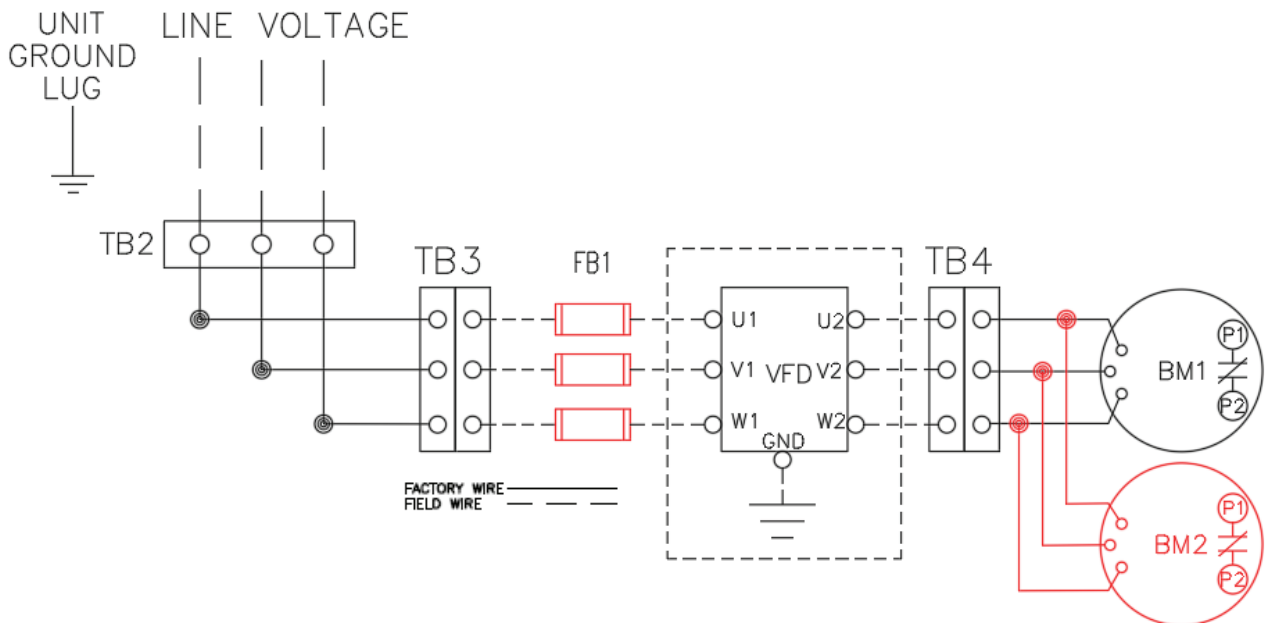 UNIT
GROUND
LUG
LINE VOLTAGE
TB2
TB3
FB1
TB4
U1
U2
V1
VFD
V2
W1
W2
GND
BM1
P1
P2
BM2
P1
P2
FACTORY WIRE
FIELD WIRE